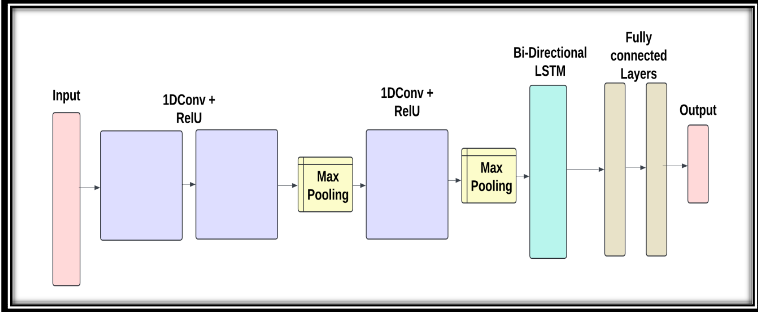 Input
1DConv +
RelU
Max
Pooling
1DConv +
RelU
Max
Pooling
Bi-Directional
LSTM
Fully
connected
Layers
Output